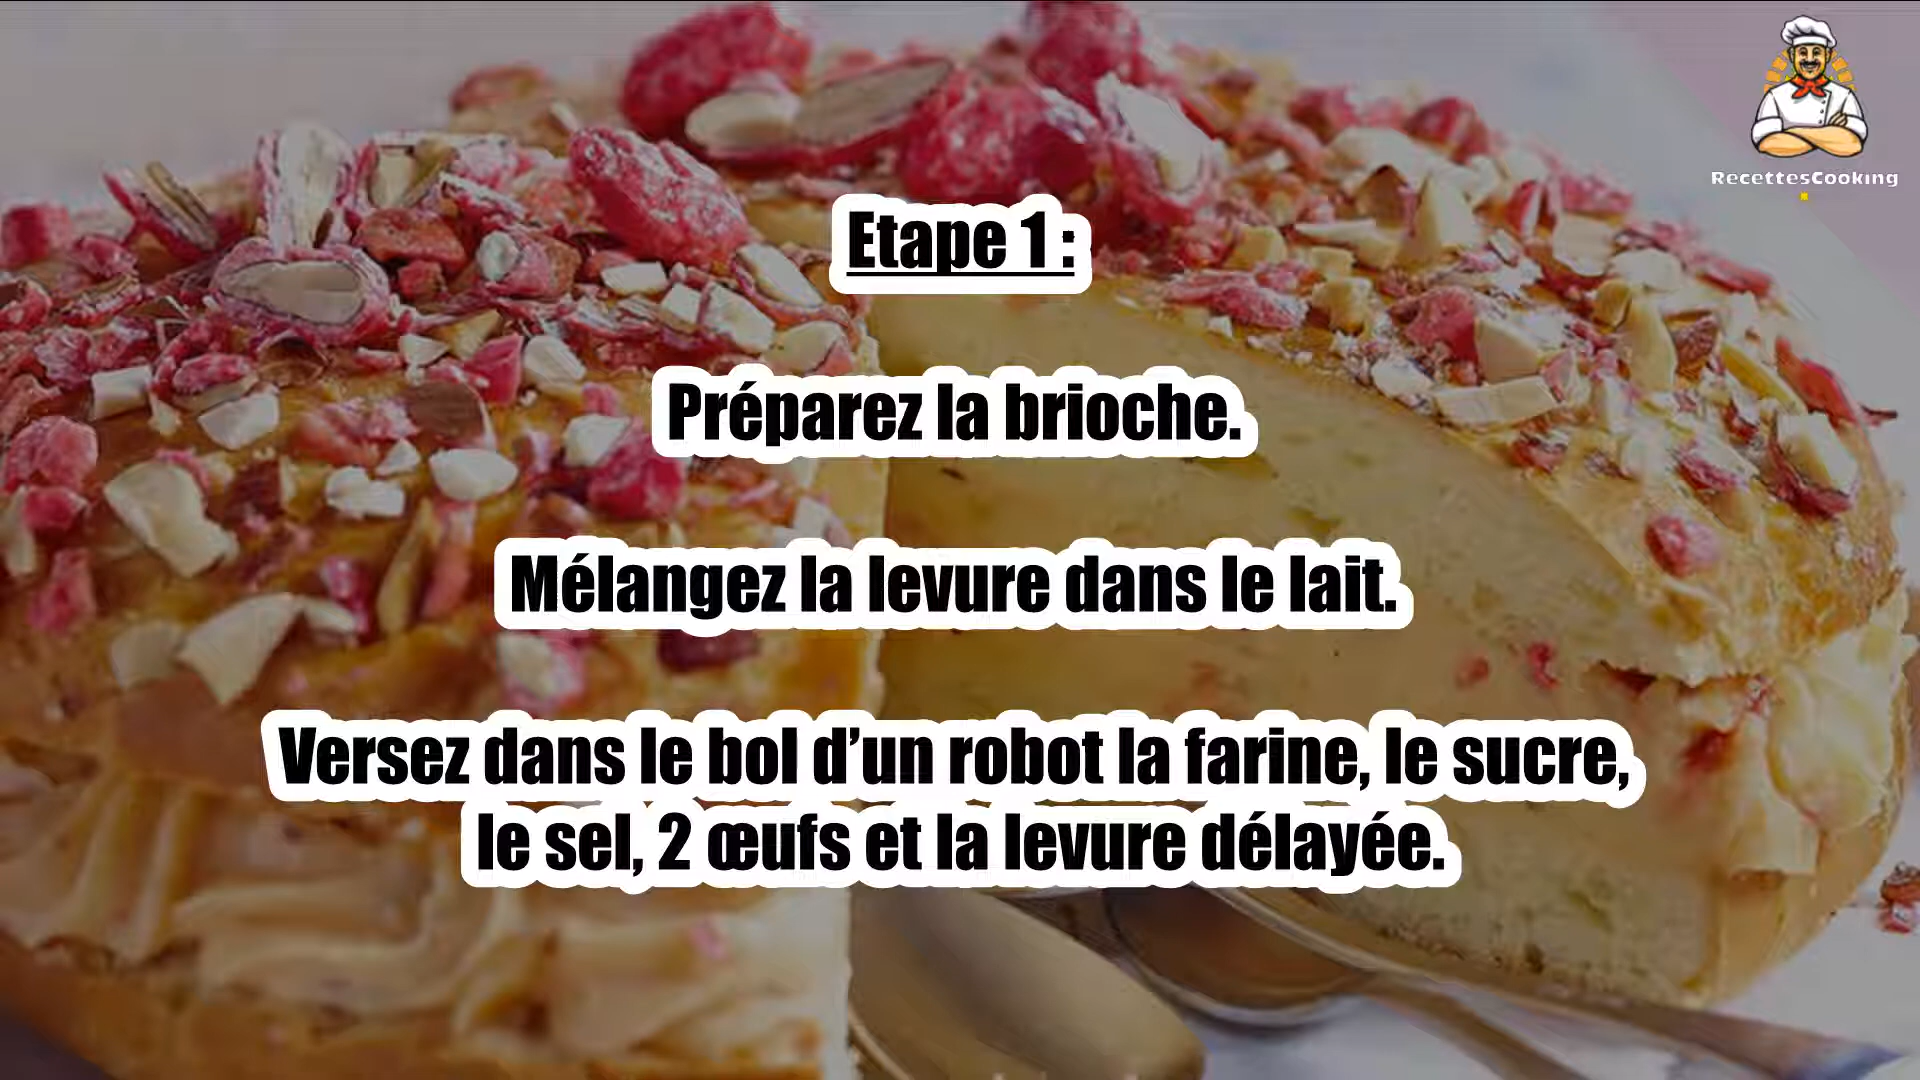 RecettesCooking
Etape 1 :
Préparez la brioche.
Mélangez la levure dans le lait.
Versez dans le bol d’un robot la farine, le sucre,
le sel, 2 œufs et la levure délayée.